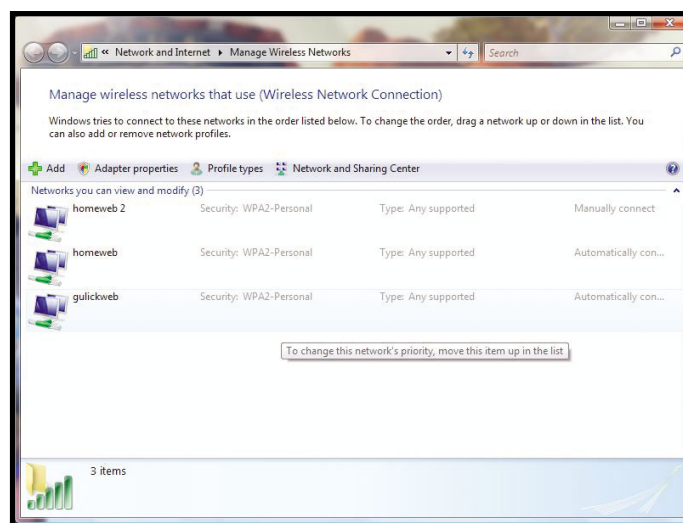 « Network and Internet ▸ Manage Wireless Networks
Search
Manage wireless networks that use (Wireless Network Connection)
Windows tries to connect to these networks in the order listed below. To change the order, drag a network up or down in the list. You
can also add or remove network profiles.
Add Adapter properties Profile types Network and Sharing Center
Networks you can view and modify (3)
homeweb 2 Security: WPA2-Personal Type: Any supported Manually connect
homeweb Security: WPA2-Personal Type: Any supported Automatically con...
gulickweb Security: WPA2-Personal Type: Any supported Automatically con...
To change this network's priority, move this item up in the list
3 items